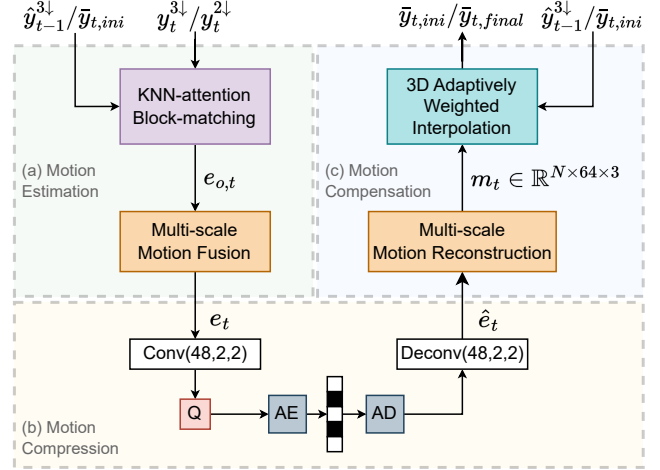 ŷ^{3↓}_{t-1}/ȳ_{t,ini}
y^{3↓}_t/y^{2↓}_t
ȳ_{t,ini}/ȳ_{t,final}
ŷ^{3↓}_{t-1}/ȳ_{t,ini}
KNN-attention
Block-matching
3D Adaptively
Weighted
Interpolation
(a) Motion
Estimation
e_{o,t}
(c) Motion
Compensation
m_t ∈ ℝ^{N×64×3}
Multi-scale
Motion Fusion
Multi-scale
Motion Reconstruction
e_t
ê_t
Conv(48,2,2)
Deconv(48,2,2)
Q
AE
AD
(b) Motion
Compression